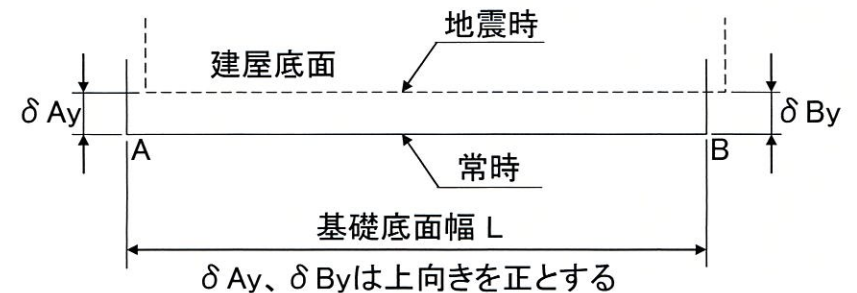 地震時
建屋底面
δAy
δBy
A
B
常時
基礎底面幅 L
δAy、δByは上向きを正とする